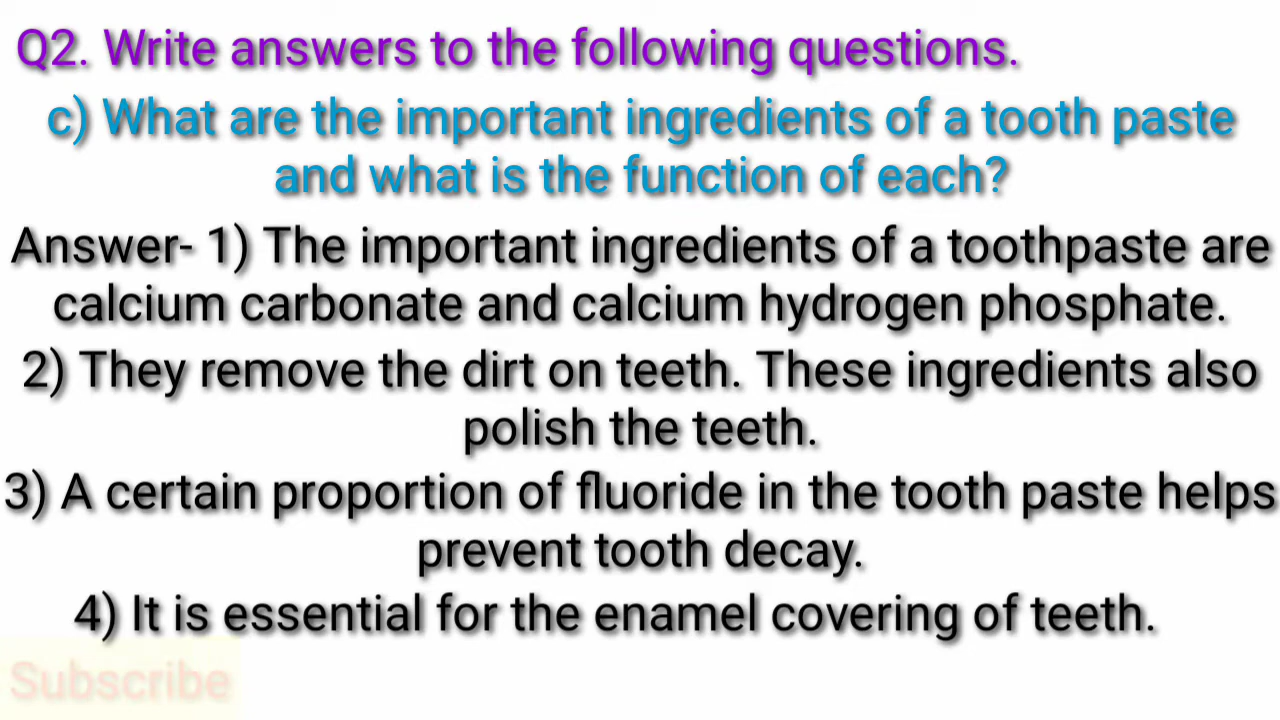 Q2. Write answers to the following questions.
c) What are the important ingredients of a tooth paste
and what is the function of each?
Answer- 1) The important ingredients of a toothpaste are
calcium carbonate and calcium hydrogen phosphate.
2) They remove the dirt on teeth. These ingredients also
polish the teeth.
3) A certain proportion of fluoride in the tooth paste helps
prevent tooth decay.
4) It is essential for the enamel covering of teeth.
Subscribe